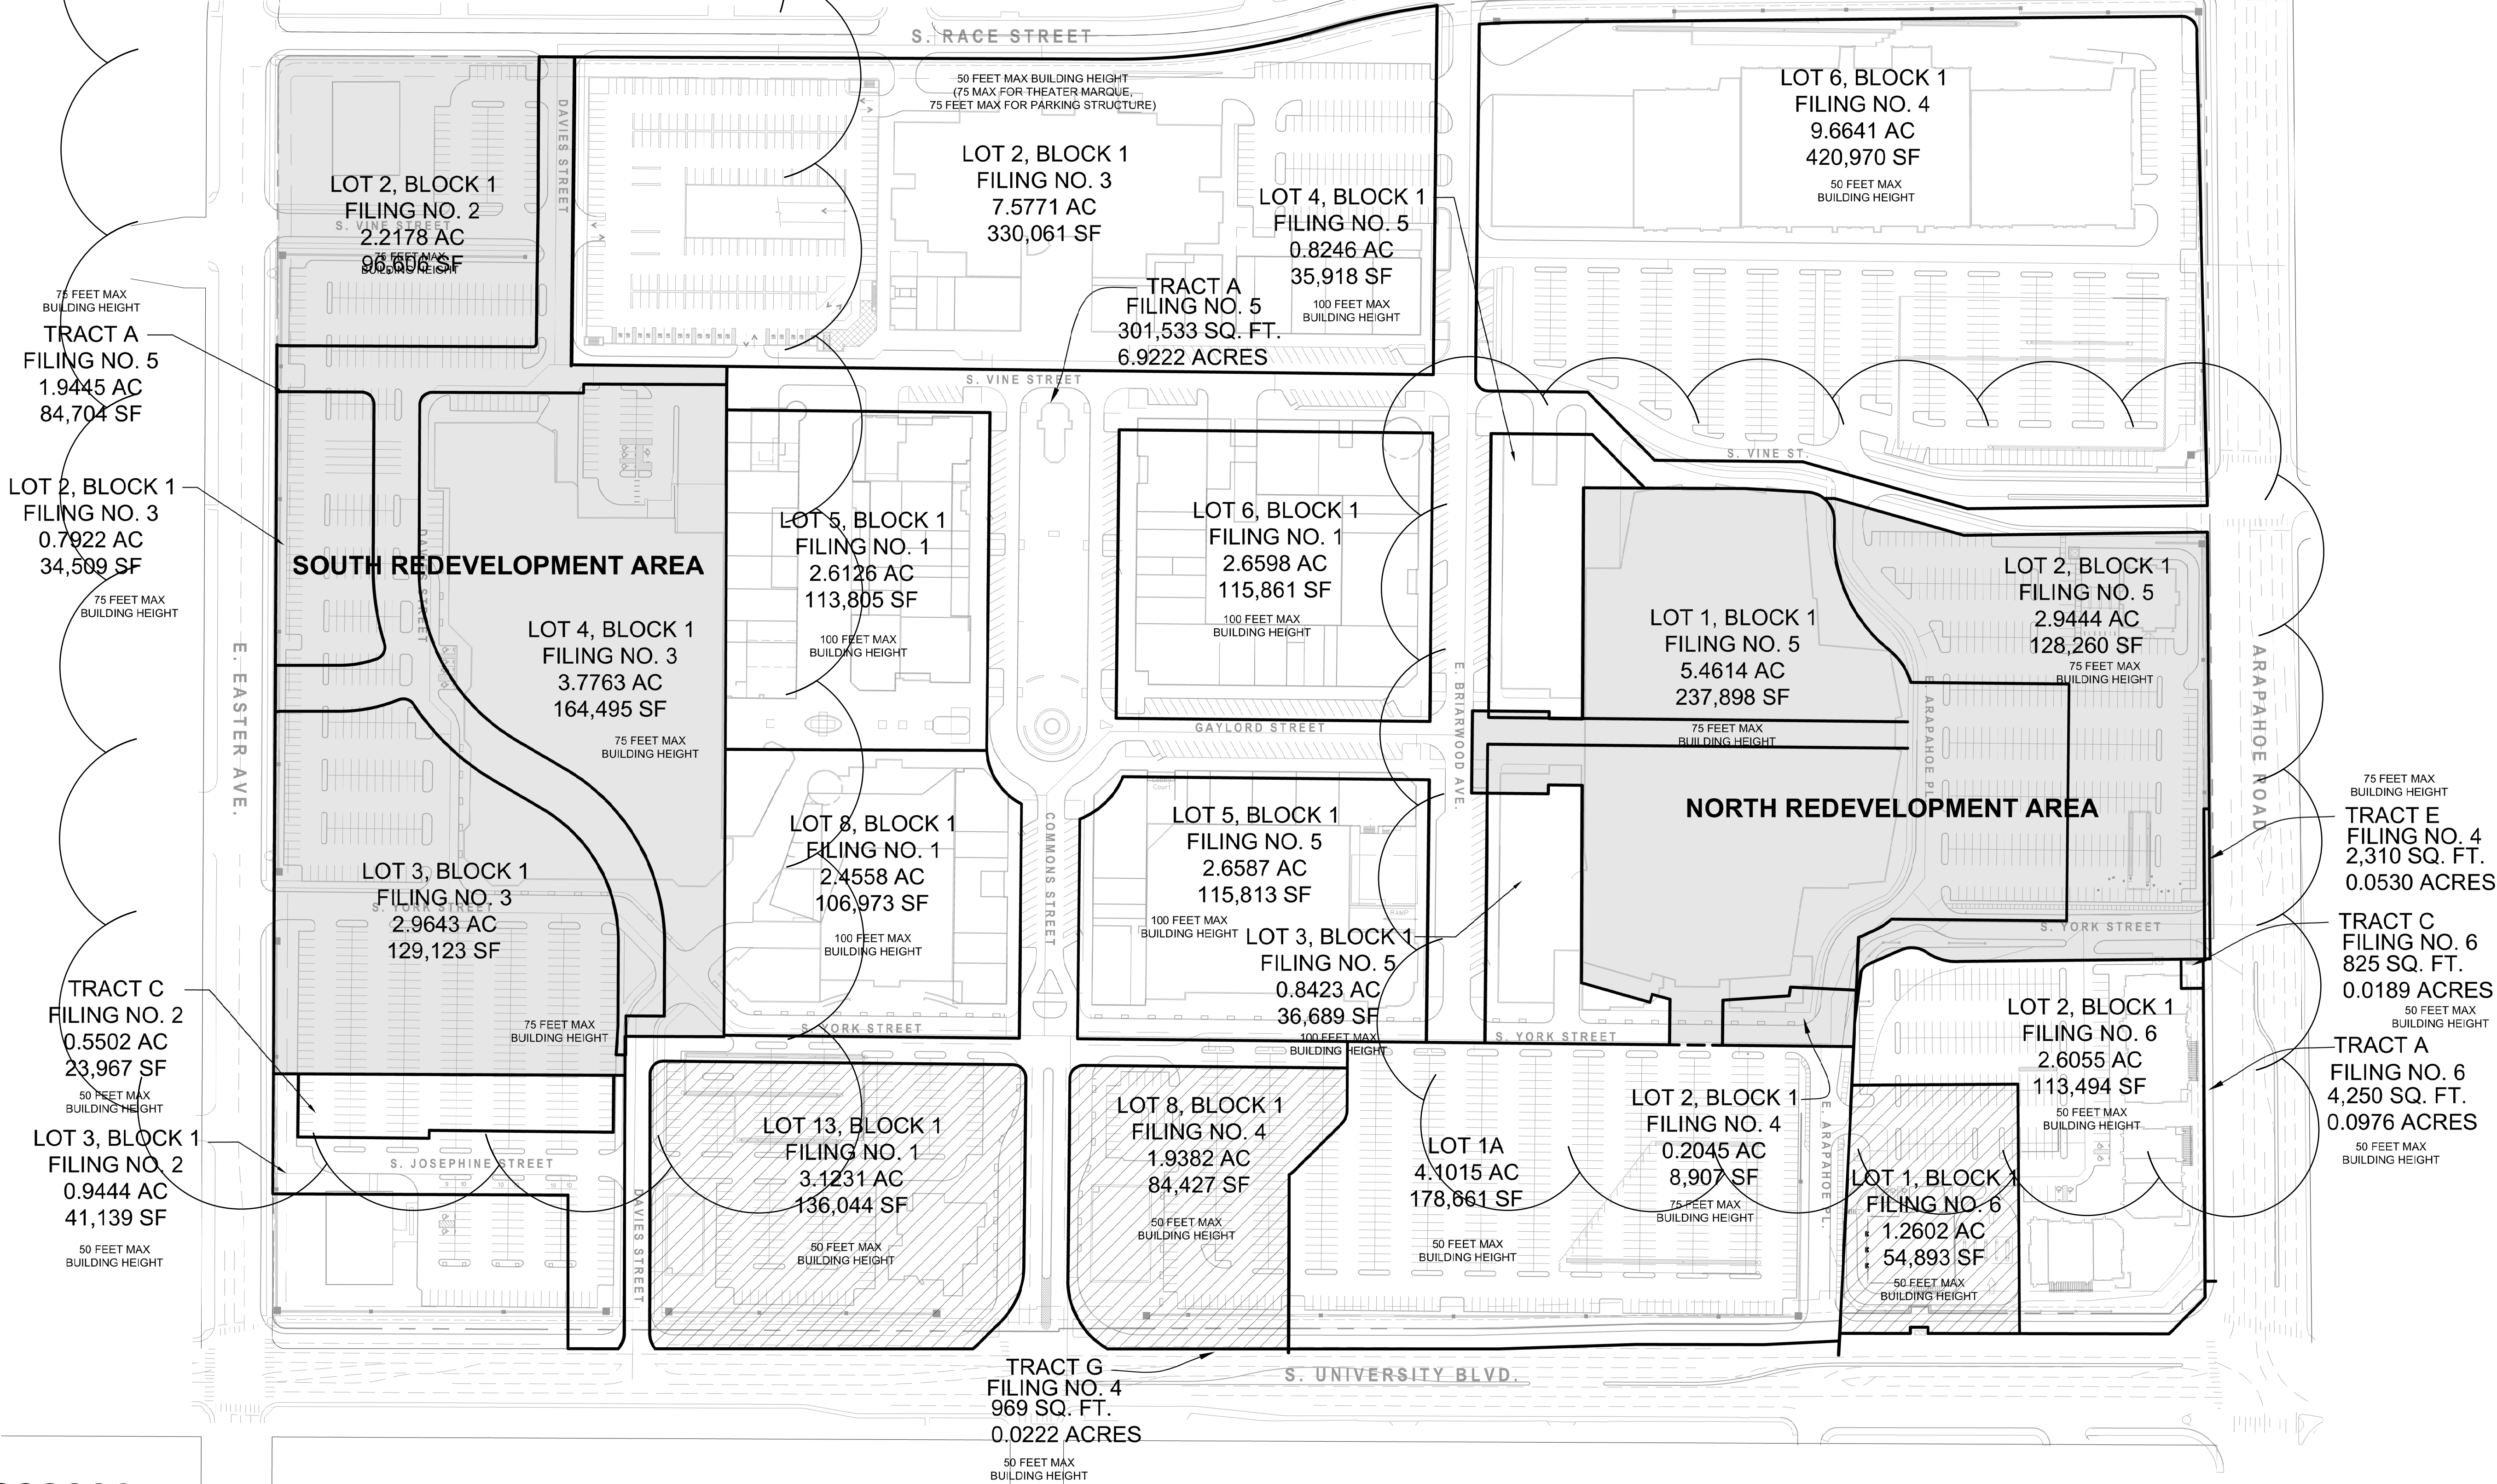 S. RACE STREET
50 FEET MAX BUILDING HEIGHT
(75 MAX FOR THEATER MARQUE,
75 FEET MAX FOR PARKING STRUCTURE)
LOT 6, BLOCK 1
FILING NO. 4
9.6641 AC
420,970 SF
50 FEET MAX
BUILDING HEIGHT
DAVIES STREET
LOT 2, BLOCK 1
FILING NO. 2
S. VINE STREET
2.2178 AC
96,606 SF
75 FEET MAX
BUILDING HEIGHT
LOT 2, BLOCK 1
FILING NO. 3
7.5771 AC
330,061 SF
LOT 4, BLOCK 1
FILING NO. 5
0.8246 AC
35,918 SF
100 FEET MAX
BUILDING HEIGHT
TRACT A
FILING NO. 5
301,533 SQ. FT.
6.9222 ACRES
75 FEET MAX
BUILDING HEIGHT
TRACT A
FILING NO. 5
1.9445 AC
84,704 SF
S. VINE STREET
S. VINE ST.
LOT 2, BLOCK 1
FILING NO. 3
0.7922 AC
34,509 SF
75 FEET MAX
BUILDING HEIGHT
DAVIES STREET
SOUTH REDEVELOPMENT AREA
LOT 4, BLOCK 1
FILING NO. 3
3.7763 AC
164,495 SF
75 FEET MAX
BUILDING HEIGHT
LOT 5, BLOCK 1
FILING NO. 1
2.6126 AC
113,805 SF
100 FEET MAX
BUILDING HEIGHT
LOT 6, BLOCK 1
FILING NO. 1
2.6598 AC
115,861 SF
100 FEET MAX
BUILDING HEIGHT
LOT 1, BLOCK 1
FILING NO. 5
5.4614 AC
237,898 SF
75 FEET MAX
BUILDING HEIGHT
LOT 2, BLOCK 1
FILING NO. 5
2.9444 AC
128,260 SF
75 FEET MAX
BUILDING HEIGHT
E. EASTER AVE.
GAYLORD STREET
E. BRIARWOOD AVE.
E. ARAPAHOE PL.
ARAPAHOE ROAD
NORTH REDEVELOPMENT AREA
75 FEET MAX
BUILDING HEIGHT
TRACT E
FILING NO. 4
2,310 SQ. FT.
0.0530 ACRES
Court
LOT 3, BLOCK 1
FILING NO. 3
S. YORK STREET
2.9643 AC
129,123 SF
75 FEET MAX
BUILDING HEIGHT
LOT 8, BLOCK 1
FILING NO. 1
2.4558 AC
106,973 SF
100 FEET MAX
BUILDING HEIGHT
COMMONS STREET
LOT 5, BLOCK 1
FILING NO. 5
2.6587 AC
115,813 SF
RAMP
100 FEET MAX
BUILDING HEIGHT
LOT 3, BLOCK 1
FILING NO. 5
0.8423 AC
36,689 SF
100 FEET MAX
BUILDING HEIGHT
S. YORK STREET
TRACT C
FILING NO. 6
825 SQ. FT.
0.0189 ACRES
50 FEET MAX
BUILDING HEIGHT
TRACT C
FILING NO. 2
0.5502 AC
23,967 SF
50 FEET MAX
BUILDING HEIGHT
S. YORK STREET
S. YORK STREET
LOT 2, BLOCK 1
FILING NO. 6
2.6055 AC
113,494 SF
50 FEET MAX
BUILDING HEIGHT
TRACT A
FILING NO. 6
4,250 SQ. FT.
0.0976 ACRES
50 FEET MAX
BUILDING HEIGHT
LOT 3, BLOCK 1
FILING NO. 2
0.9444 AC
41,139 SF
50 FEET MAX
BUILDING HEIGHT
S. JOSEPHINE STREET
DAVIES STREET
LOT 13, BLOCK 1
FILING NO. 1
3.1231 AC
136,044 SF
50 FEET MAX
BUILDING HEIGHT
LOT 8, BLOCK 1
FILING NO. 4
1.9382 AC
84,427 SF
50 FEET MAX
BUILDING HEIGHT
LOT 1A
4.1015 AC
178,661 SF
50 FEET MAX
BUILDING HEIGHT
LOT 2, BLOCK 1
FILING NO. 4
0.2045 AC
8,907 SF
75 FEET MAX
BUILDING HEIGHT
E. ARAPAHOE PL.
LOT 1, BLOCK 1
FILING NO. 6
1.2602 AC
54,893 SF
50 FEET MAX
BUILDING HEIGHT
TRACT G
FILING NO. 4
969 SQ. FT.
0.0222 ACRES
50 FEET MAX
BUILDING HEIGHT
S. UNIVERSITY BLVD.